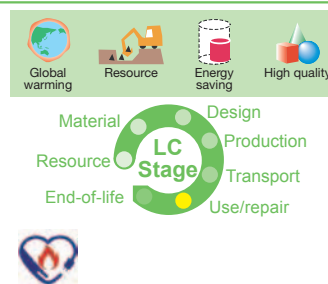 Global warming
Resource
Energy saving
High quality
Material
Design
LC Stage
Production
Resource
Transport
End-of-life
Use/repair